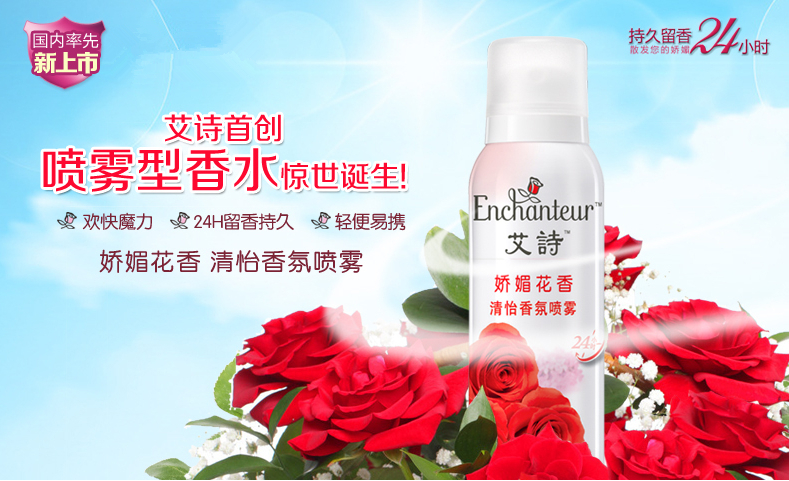 国内率先
新上市
持久留香24小时
散发您的娇媚
艾诗首创
喷雾型香水惊世诞生!
欢快魔力 24H留香持久 轻便易携
娇媚花香 清怡香氛喷雾
Enchanteur™
艾詩™
娇媚花香
清怡香氛喷雾
24